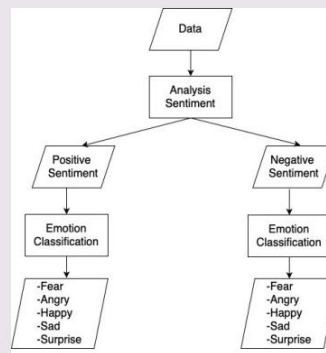 Data
Analysis
Sentiment
Positive
Sentiment
Negative
Sentiment
Emotion
Classification
Emotion
Classification
-Fear
-Angry
-Happy
-Sad
-Surprise
-Fear
-Angry
-Happy
-Sad
-Surprise